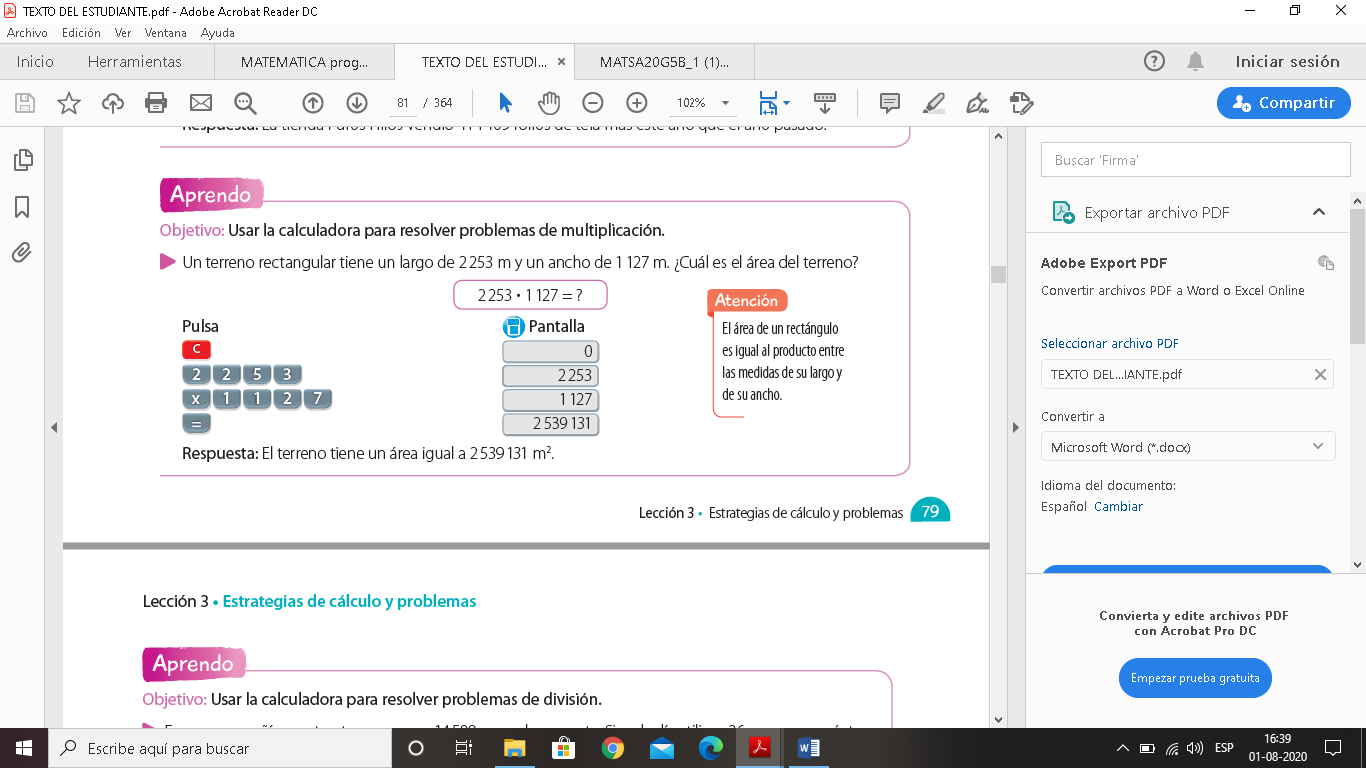 TEXTO DEL ESTUDIANTE.pdf - Adobe Acrobat Reader DC
Archivo Edición Ver Ventana Ayuda
Inicio Herramientas MATEMATICA prog... TEXTO DEL ESTUDI... × MATSA20G5B_1 (1)... Iniciar sesión
81 / 364 102% Compartir
Respuesta: La tienda Puros Hilos vendió
Aprendo
Objetivo: Usar la calculadora para resolver problemas de multiplicación.
Un terreno rectangular tiene un largo de 2 253 m y un ancho de 1 127 m. ¿Cuál es el área del terreno?
2 253 • 1 127 = ?
Pulsa Pantalla
C 0
2 2 5 3 2 253
x 1 1 2 7 1 127
= 2 539 131
Atención
El área de un rectángulo
es igual al producto entre
las medidas de su largo y
de su ancho.
Respuesta: El terreno tiene un área igual a 2 539 131 m².
Lección 3 • Estrategias de cálculo y problemas 79
Lección 3 • Estrategias de cálculo y problemas
Aprendo
Objetivo: Usar la calculadora para resolver problemas de división.
Buscar 'Firma'
Exportar archivo PDF
Adobe Export PDF
Convertir archivos PDF a Word o Excel Online
Seleccionar archivo PDF
TEXTO DEL...IANTE.pdf
Convertir a
Microsoft Word (*.docx)
Idioma del documento:
Español Cambiar
Convierta y edite archivos PDF
con Acrobat Pro DC
Empezar prueba gratuita
Escribe aquí para buscar
ESP
16:39
01-08-2020